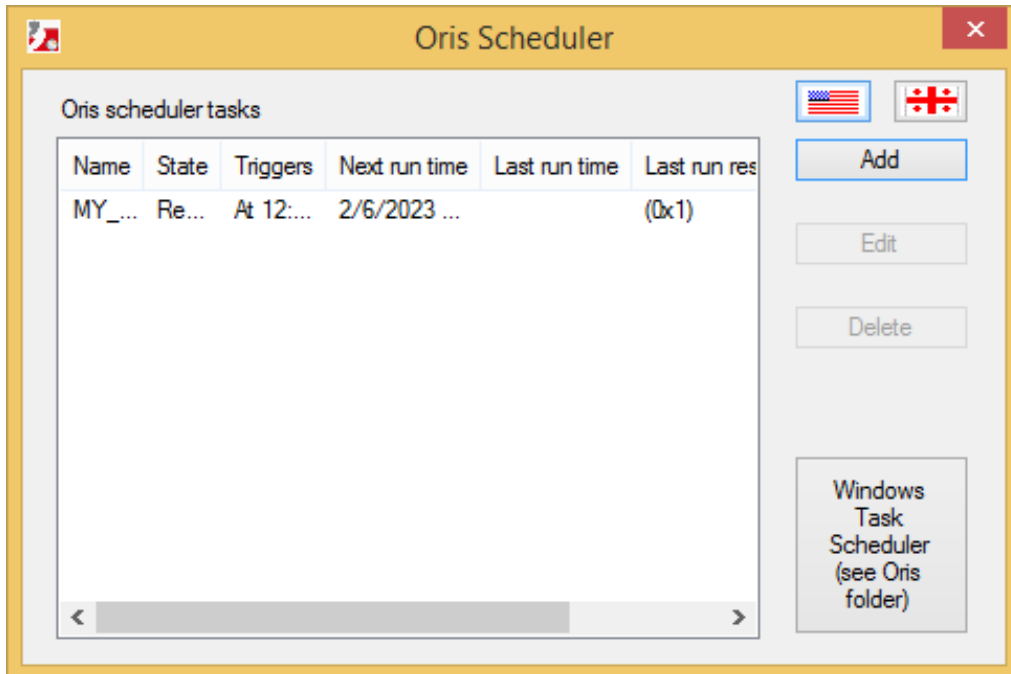 Oris Scheduler
Oris scheduler tasks
Name State Triggers Next run time Last run time Last run res
MY_... Re... At 12:... 2/6/2023 ... (0x1)
Add
Edit
Delete
Windows
Task
Scheduler
(see Oris
folder)